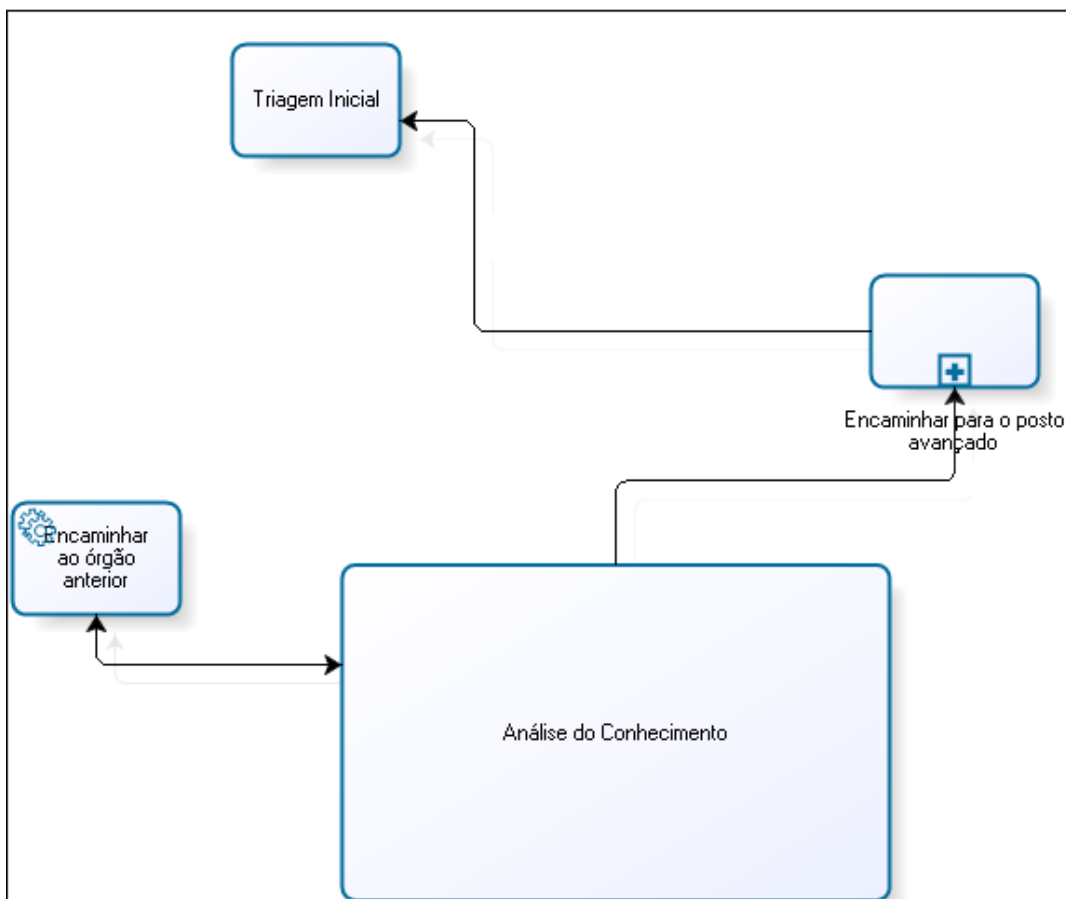 Triagem Inicial
Encaminhar para o posto
avançado
Encaminhar
ao órgão
anterior
Análise do Conhecimento